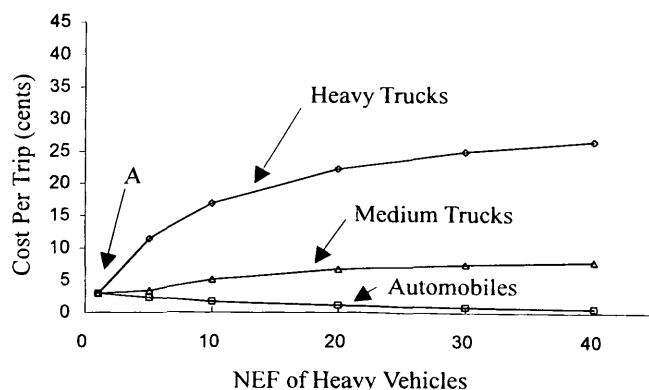 45
40
35
30
25
20
15
10
5
0
Cost Per Trip (cents)
Heavy Trucks
A
Medium Trucks
Automobiles
0 10 20 30 40
NEF of Heavy Vehicles